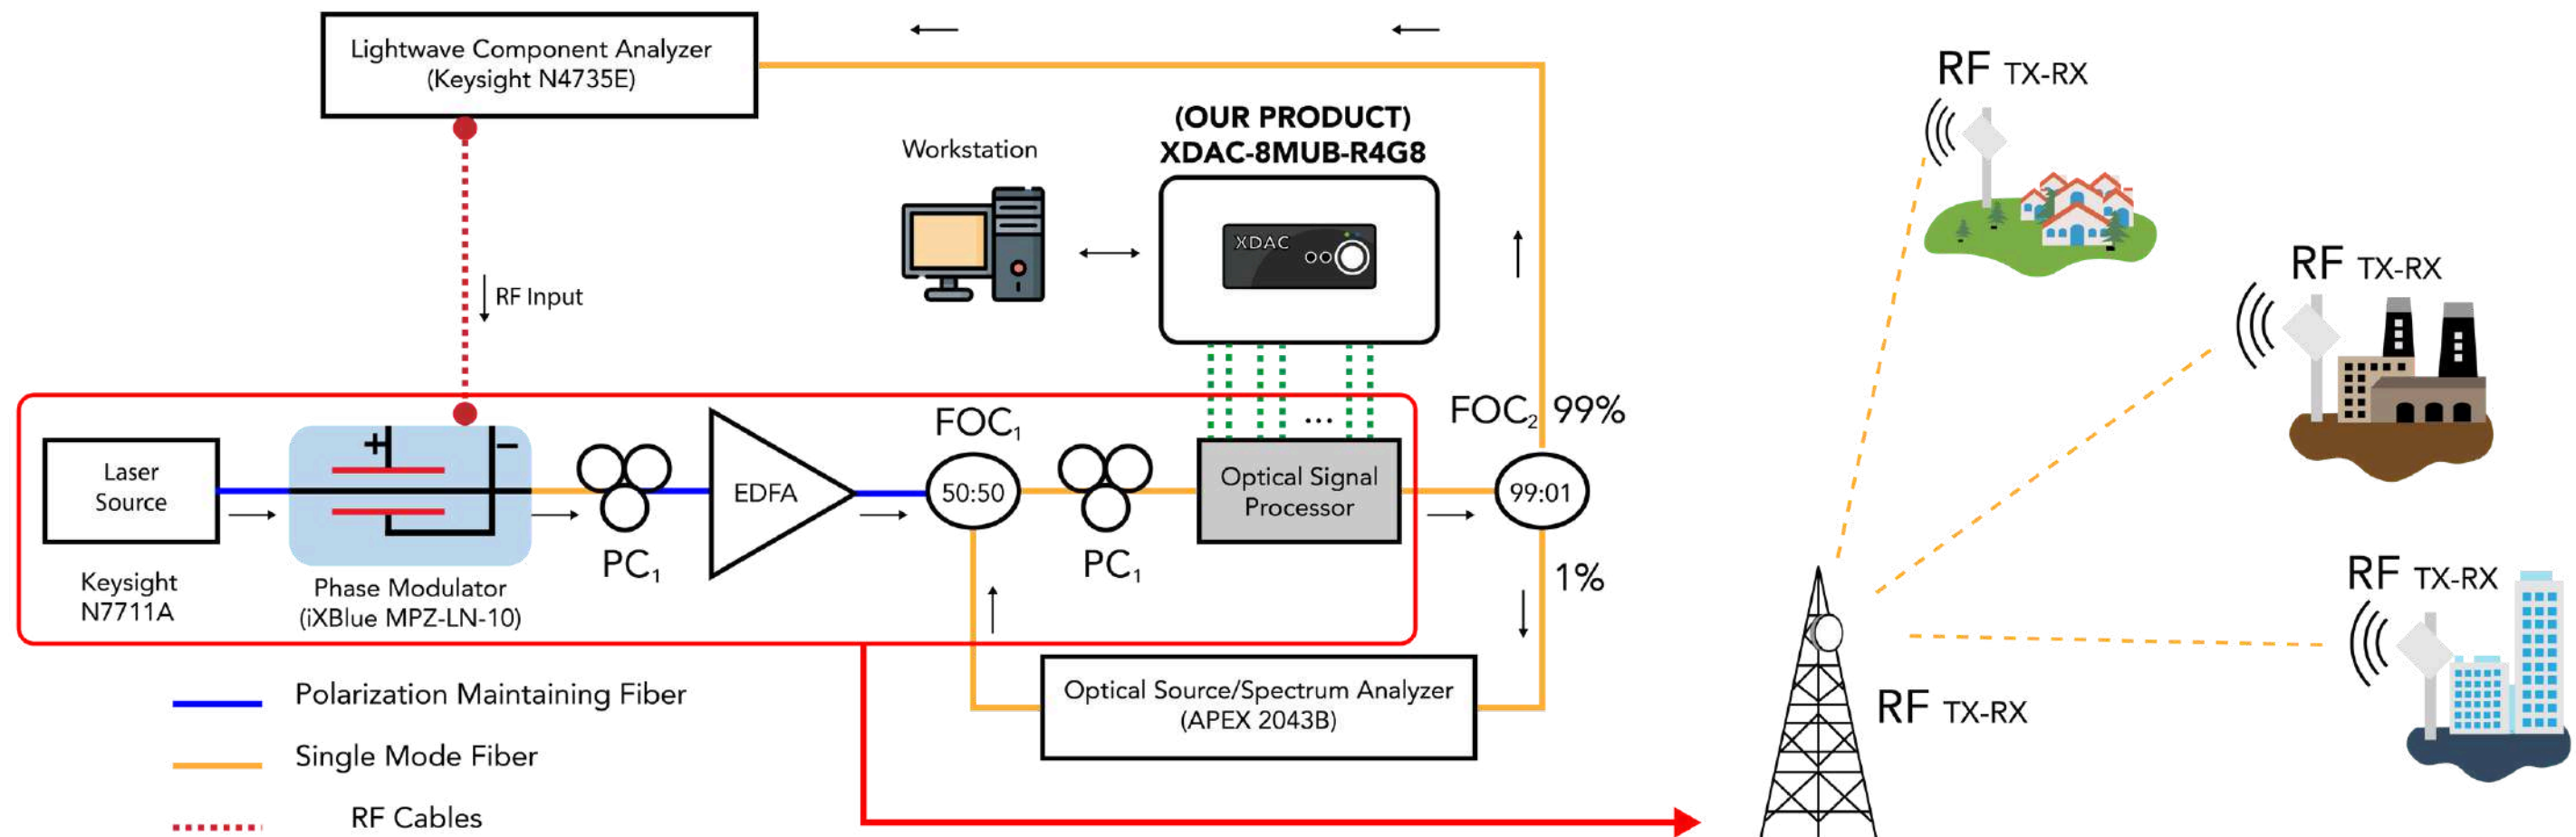 Lightwave Component Analyzer
(Keysight N4735E)
RF Input
Workstation
(OUR PRODUCT)
XDAC-8MUB-R4G8
XDAC
RF TX-RX
RF TX-RX
RF TX-RX
RF TX-RX
Laser
Source
Keysight
N7711A
+
−
Phase Modulator
(iXBlue MPZ-LN-10)
PC₁
EDFA
FOC₁
50:50
PC₁
...
Optical Signal
Processor
FOC₂ 99%
99:01
1%
Optical Source/Spectrum Analyzer
(APEX 2043B)
Polarization Maintaining Fiber
Single Mode Fiber
RF Cables